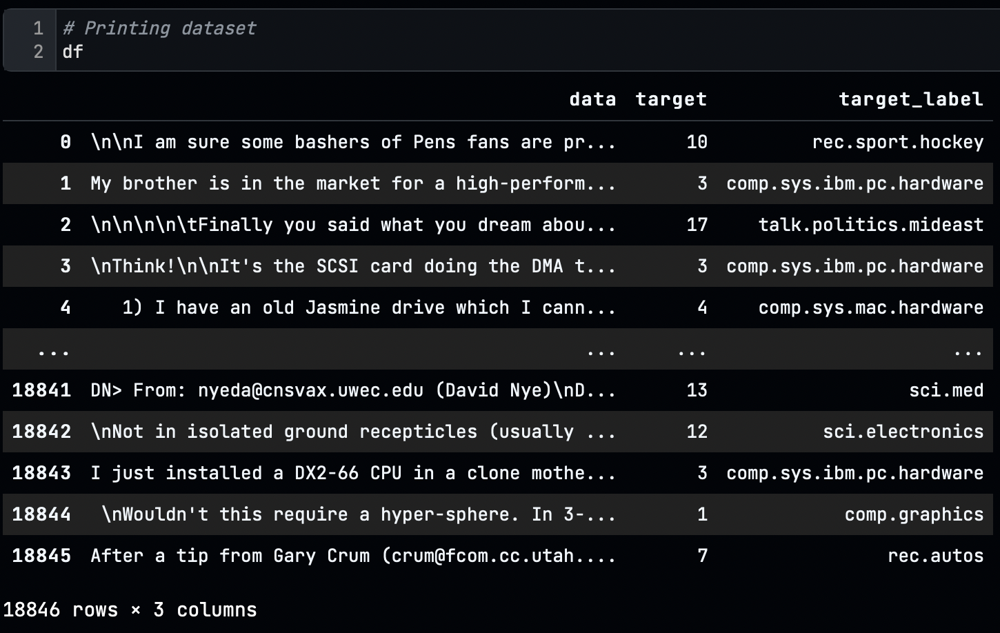 1 # Printing dataset
2 df
data target target_label
0 \n\nI am sure some bashers of Pens fans are pr... 10 rec.sport.hockey
1 My brother is in the market for a high-perform... 3 comp.sys.ibm.pc.hardware
2 \n\n\n\n\tFinally you said what you dream abou... 17 talk.politics.mideast
3 \nThink!\n\nIt's the SCSI card doing the DMA t... 3 comp.sys.ibm.pc.hardware
4 1) I have an old Jasmine drive which I cann... 4 comp.sys.mac.hardware
... ... ... ...
18841 DN> From: nyeda@cnsvax.uwec.edu (David Nye)\nD... 13 sci.med
18842 \nNot in isolated ground recepticles (usually ... 12 sci.electronics
18843 I just installed a DX2-66 CPU in a clone mothe... 3 comp.sys.ibm.pc.hardware
18844 \nWouldn't this require a hyper-sphere. In 3-... 1 comp.graphics
18845 After a tip from Gary Crum (crum@fcom.cc.utah.... 7 rec.autos
18846 rows × 3 columns